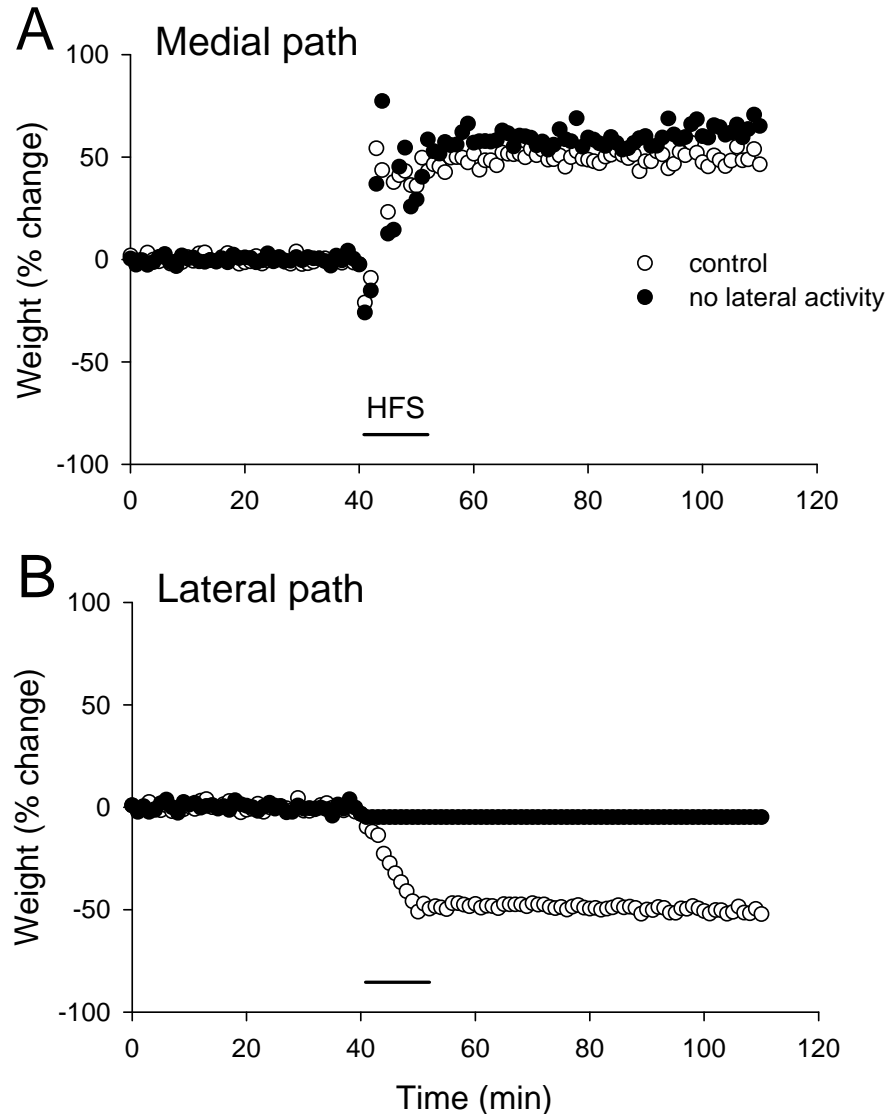 A
Medial path
100
50
0
-50
-100
Weight (% change)
control
no lateral activity
HFS
0 20 40 60 80 100 120
B
Lateral path
100
50
0
-50
-100
Weight (% change)
0 20 40 60 80 100 120
Time (min)